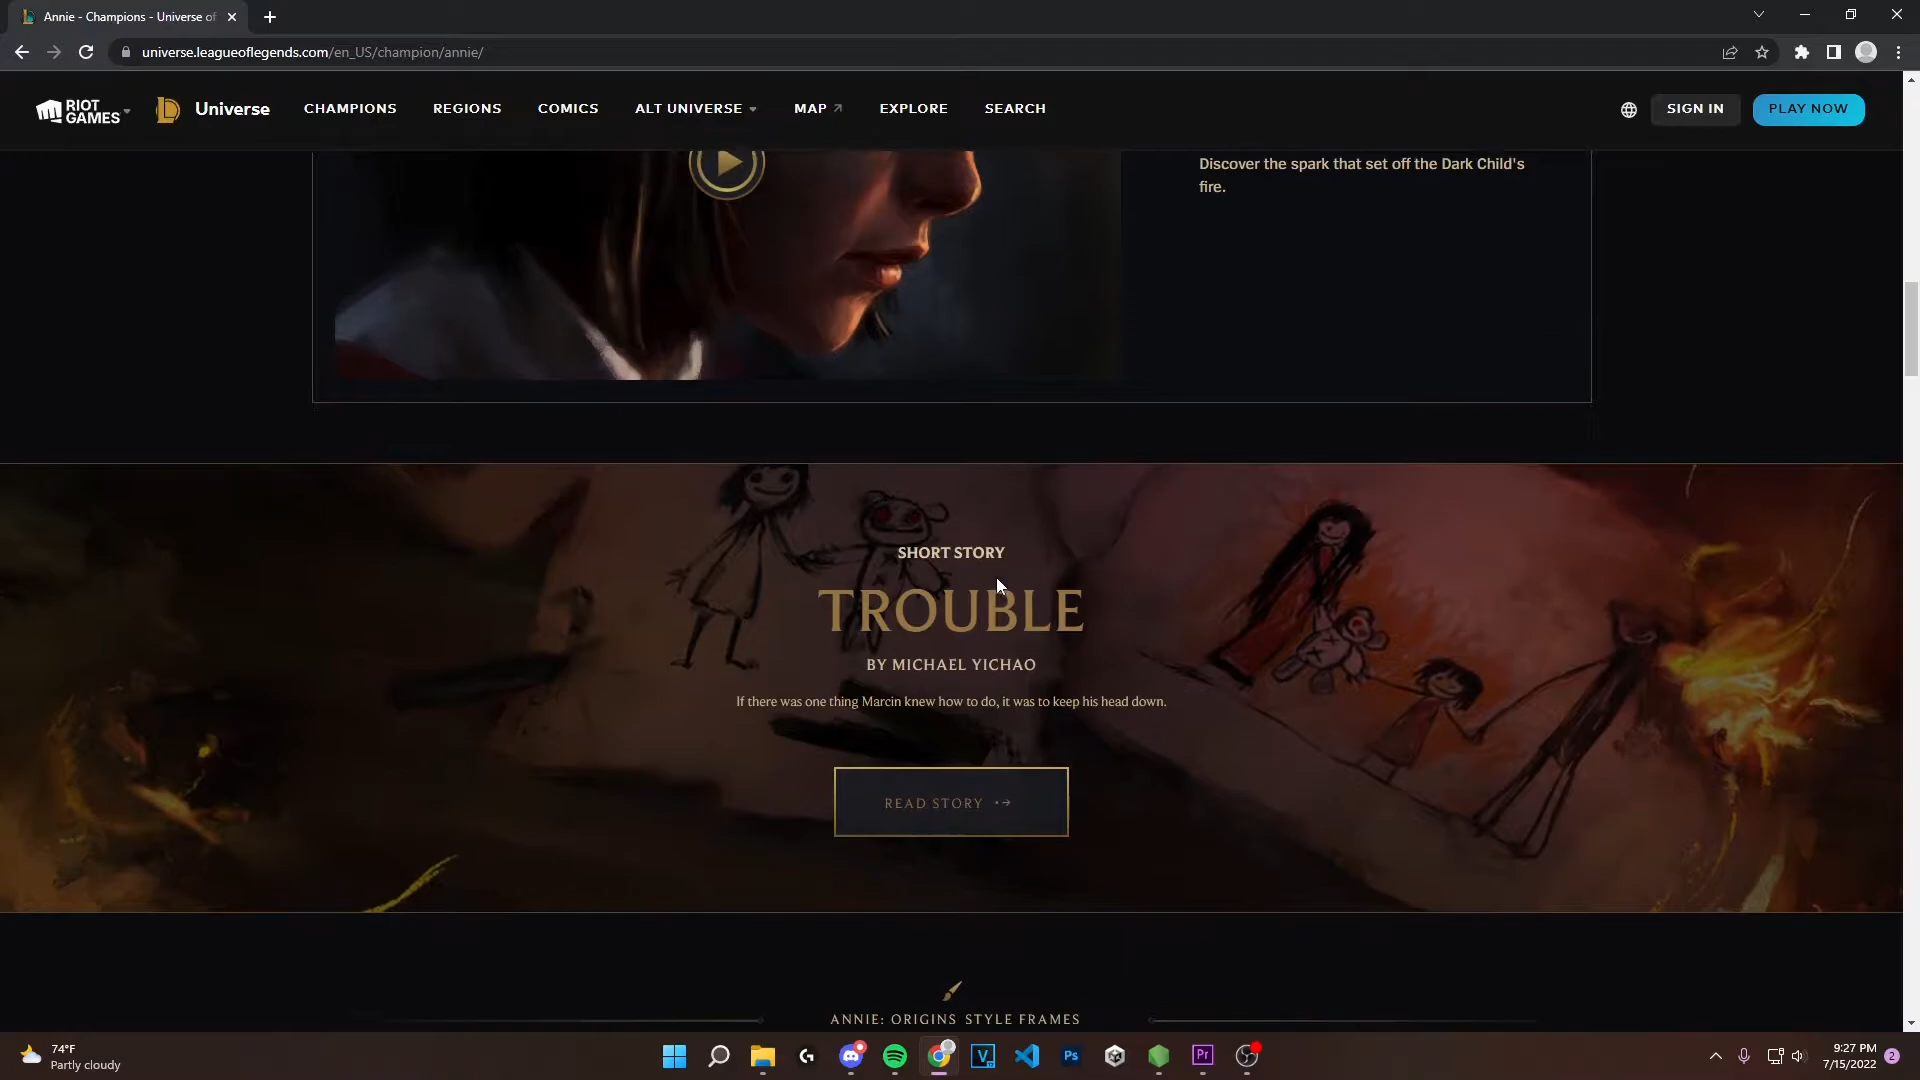 Annie - Champions - Universe of
universe.leagueoflegends.com/en_US/champion/annie/
RIOT GAMES
Universe
CHAMPIONS
REGIONS
COMICS
ALT UNIVERSE
MAP
EXPLORE
SEARCH
SIGN IN
PLAY NOW
Discover the spark that set off the Dark Child's
fire.
SHORT STORY
TROUBLE
BY MICHAEL YICHAO
If there was one thing Marcin knew how to do, it was to keep his head down.
READ STORY
ANNIE: ORIGINS STYLE FRAMES
74°F
Partly cloudy
V
Ps
Pr
9:27 PM
7/15/2022
2